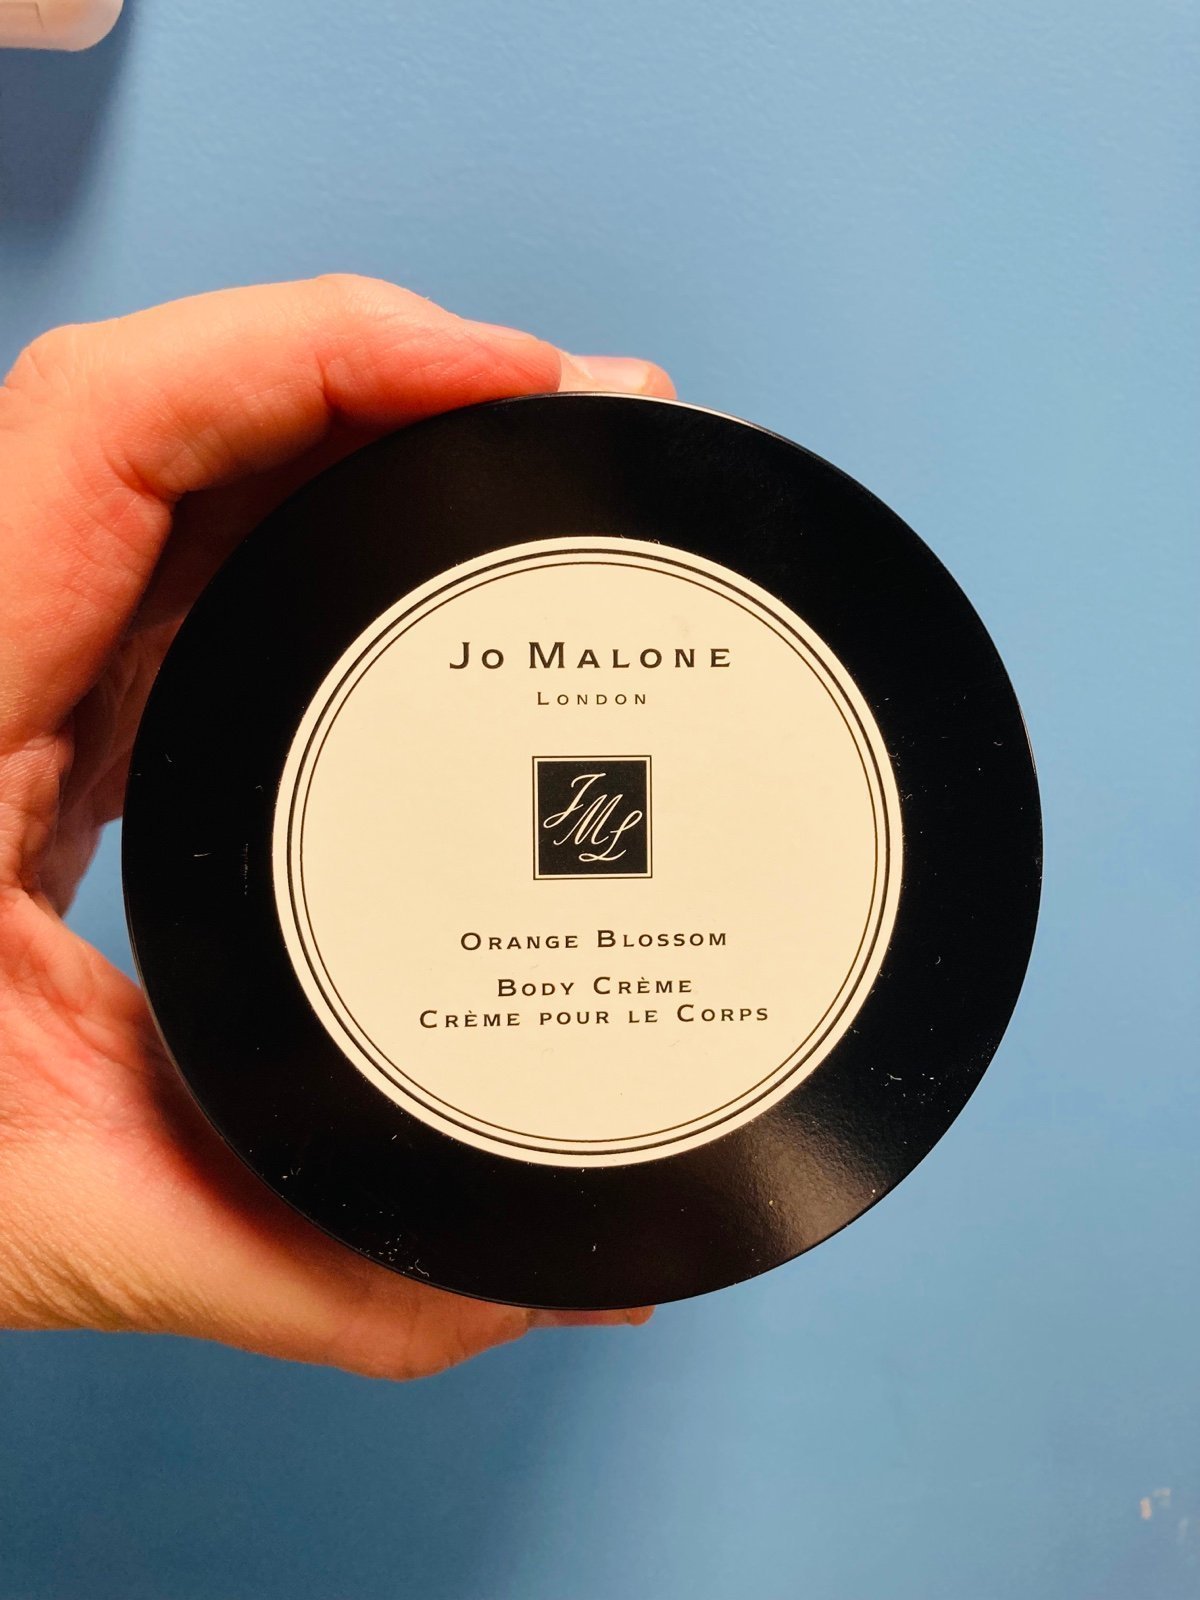 Jo Malone
London
JML
Orange Blossom
Body Crème
Crème pour le Corps